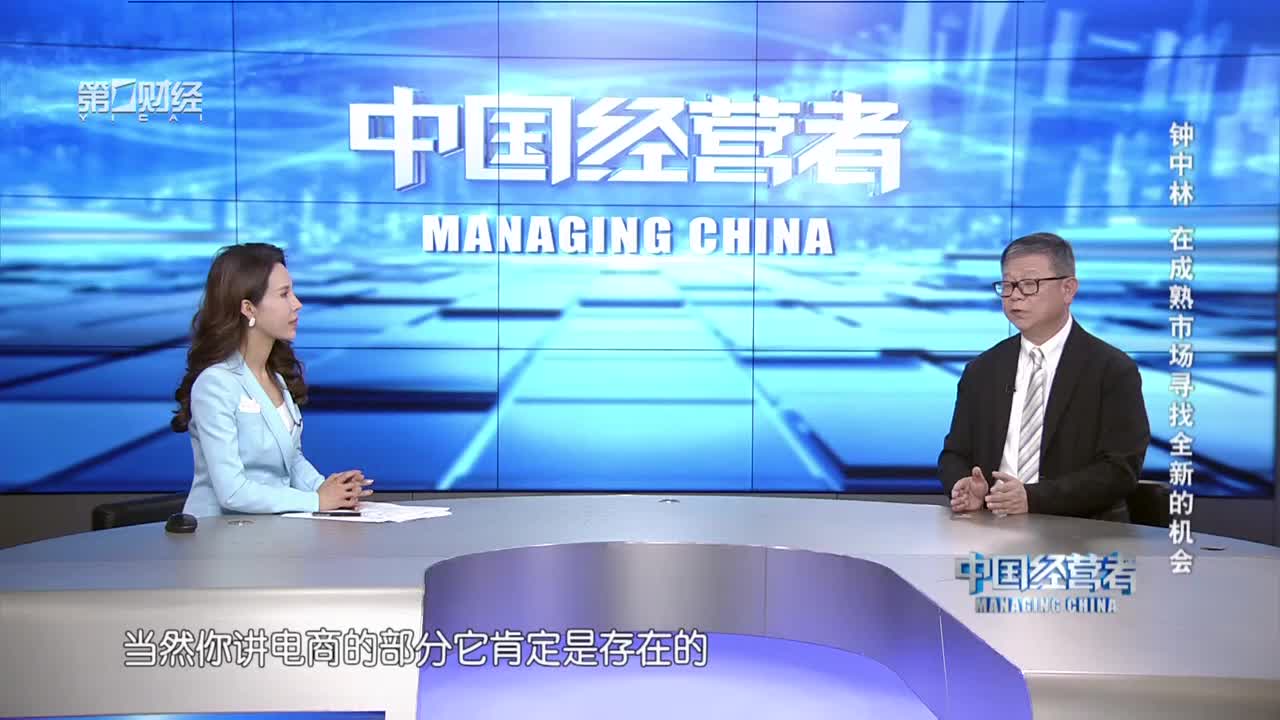 第一财经
YICAI
中国经营者
MANAGING CHINA
钟中林 在成熟市场寻找全新的机会
中国经营者
MANAGING CHINA
当然你讲电商的部分它肯定是存在的